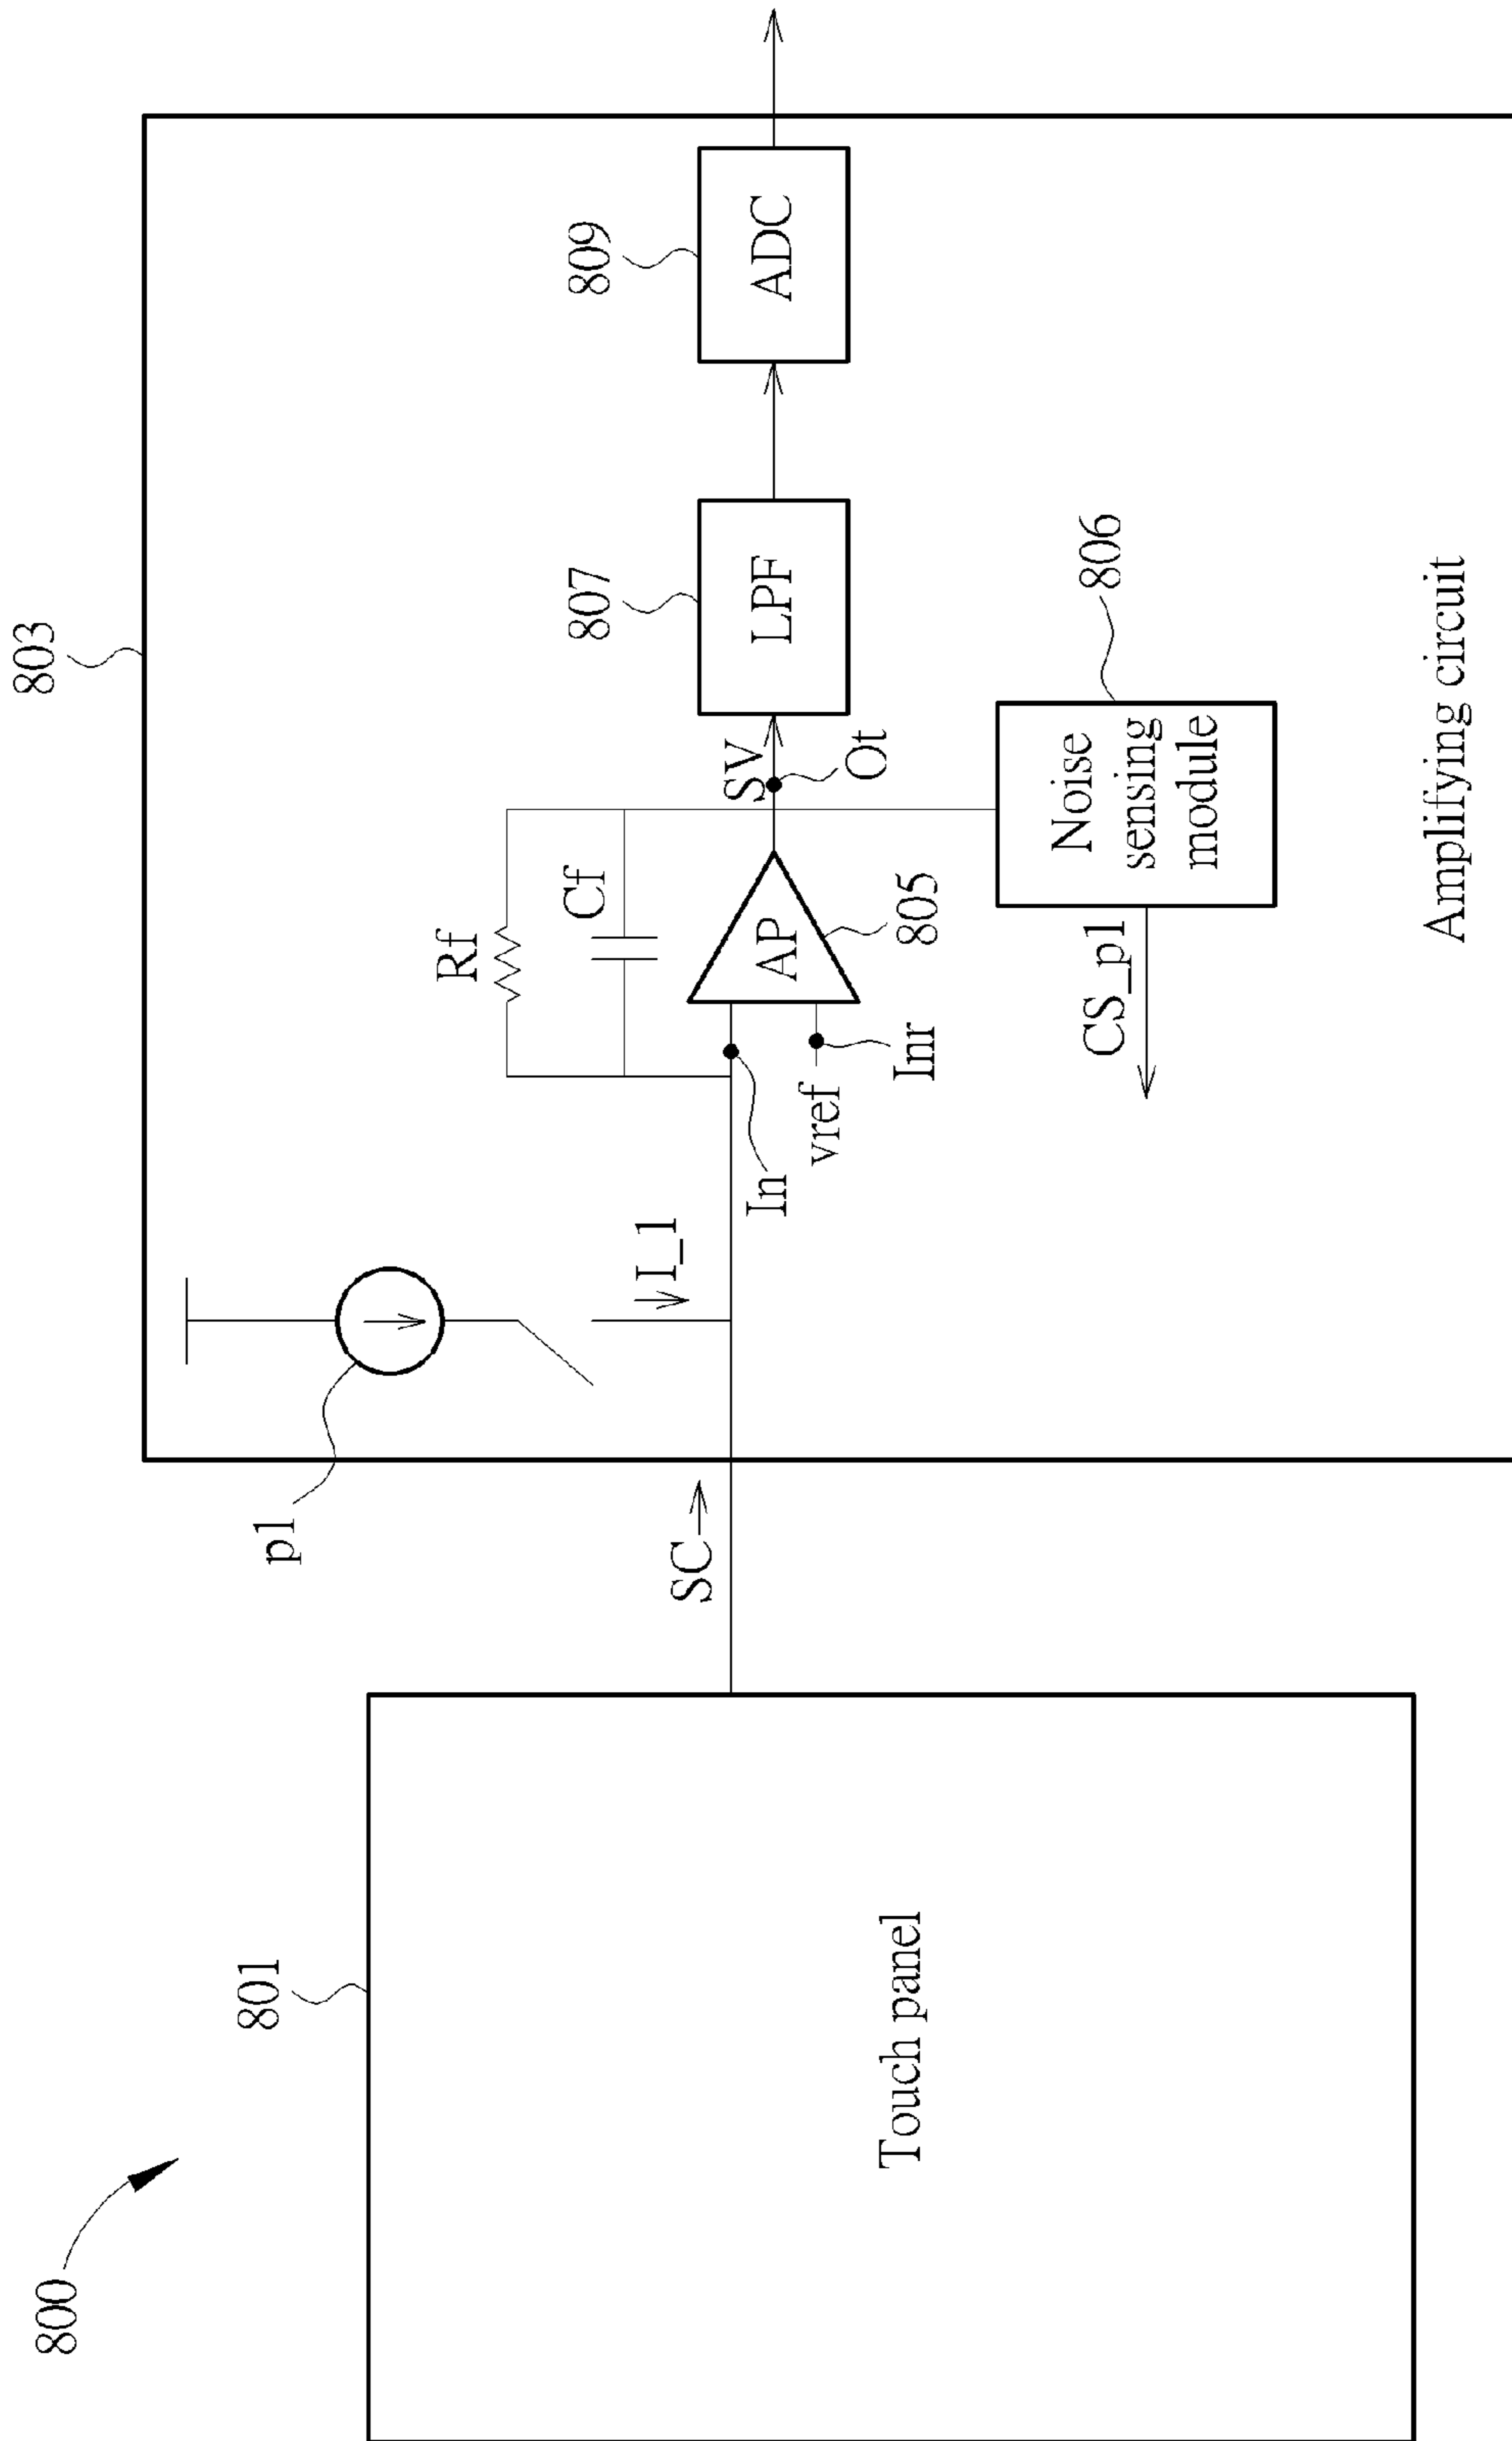 800
801
Touch panel
SC
803
p1
I_1
In
vref
Inr
Rf
Cf
AP
805
SV
Ot
807
LPF
809
ADC
Noise
sensing
module
806
CS_p1
Amplifying circuit